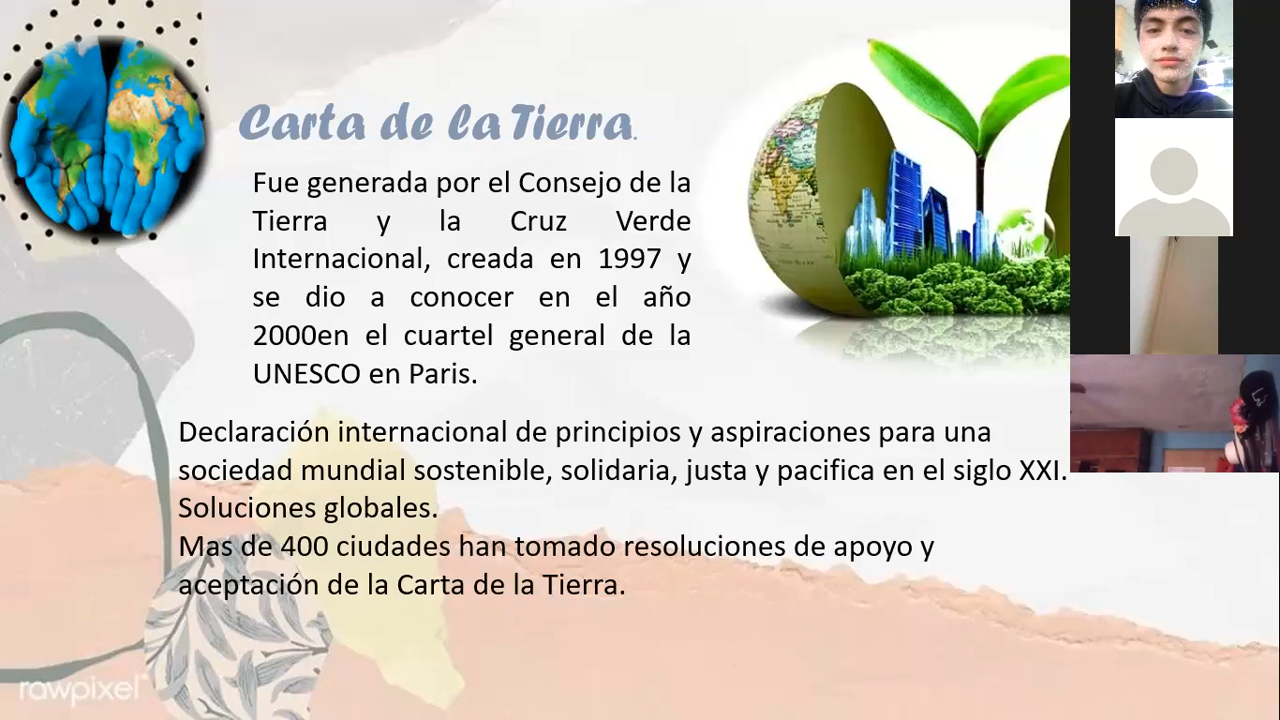 Carta de la Tierra.
Fue generada por el Consejo de la
Tierra y la Cruz Verde
Internacional, creada en 1997 y
se dio a conocer en el año
2000en el cuartel general de la
UNESCO en Paris.
Declaración internacional de principios y aspiraciones para una
sociedad mundial sostenible, solidaria, justa y pacifica en el siglo XXI.
Soluciones globales.
Mas de 400 ciudades han tomado resoluciones de apoyo y
aceptación de la Carta de la Tierra.
rawpixel